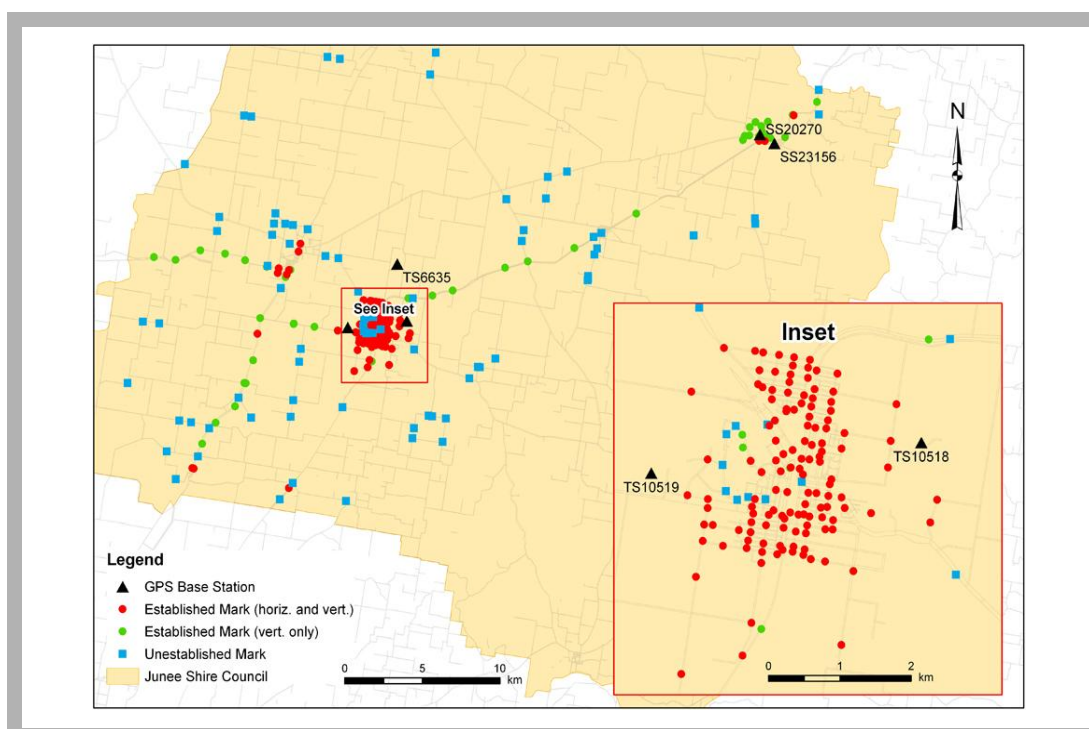 SS20270
SS23156
N
TS6635
See Inset
Inset
TS10518
TS10519
Legend
GPS Base Station
Established Mark (horiz. and vert.)
Established Mark (vert. only)
Unestablished Mark
Junee Shire Council
0 5 10
km
0 1 2
km